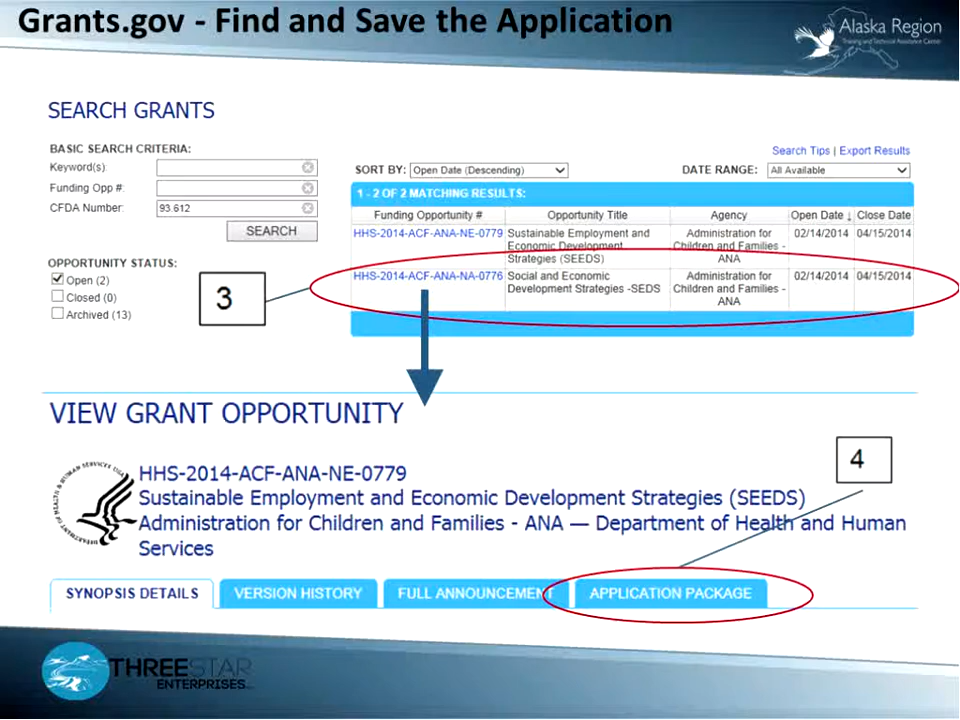 Grants.gov - Find and Save the Application
Alaska Region
Training and Technical Assistance Center
SEARCH GRANTS
BASIC SEARCH CRITERIA:
Keyword(s):
Funding Opp #:
CFDA Number: 93.612
SEARCH
OPPORTUNITY STATUS:
Open (2)
Closed (0)
Archived (13)
Search Tips | Export Results
SORT BY: Open Date (Descending) DATE RANGE: All Available
1 - 2 OF 2 MATCHING RESULTS:
Funding Opportunity # Opportunity Title Agency Open Date ↓ Close Date
HHS-2014-ACF-ANA-NE-0779 Sustainable Employment and Administration for 02/14/2014 04/15/2014
Economic Development Children and Families -
Strategies (SEEDS) ANA
HHS-2014-ACF-ANA-NA-0776 Social and Economic Administration for 02/14/2014 04/15/2014
Development Strategies -SEDS Children and Families -
ANA
3
VIEW GRANT OPPORTUNITY
4
HHS-2014-ACF-ANA-NE-0779
Sustainable Employment and Economic Development Strategies (SEEDS)
Administration for Children and Families - ANA — Department of Health and Human
Services
SYNOPSIS DETAILS VERSION HISTORY FULL ANNOUNCEMENT APPLICATION PACKAGE
THREESTAR
ENTERPRISES